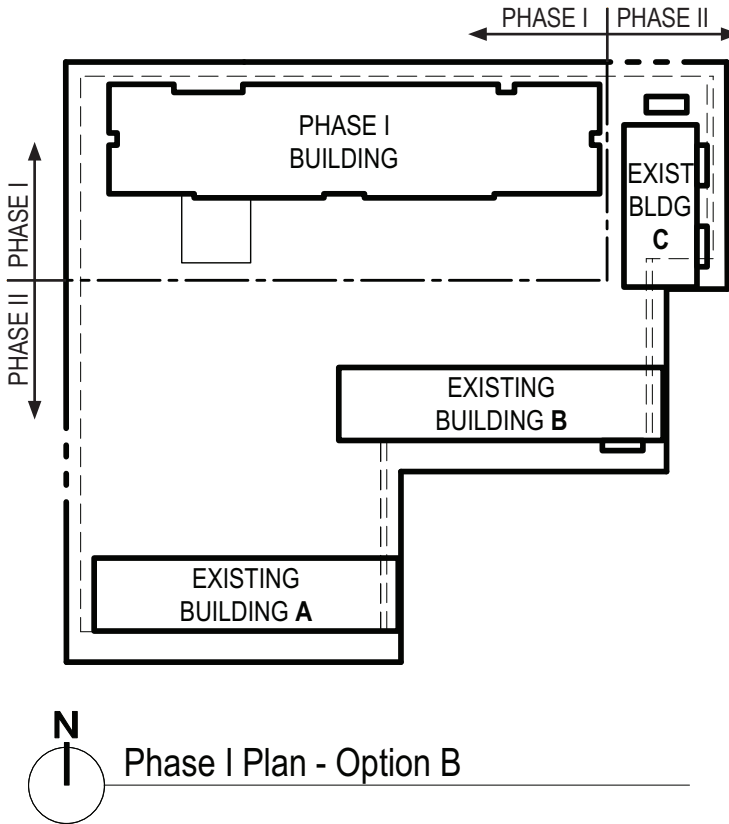 PHASE I
PHASE II
PHASE I
BUILDING
EXIST
BLDG
C
PHASE I
PHASE II
EXISTING
BUILDING B
EXISTING
BUILDING A
N
Phase I Plan - Option B